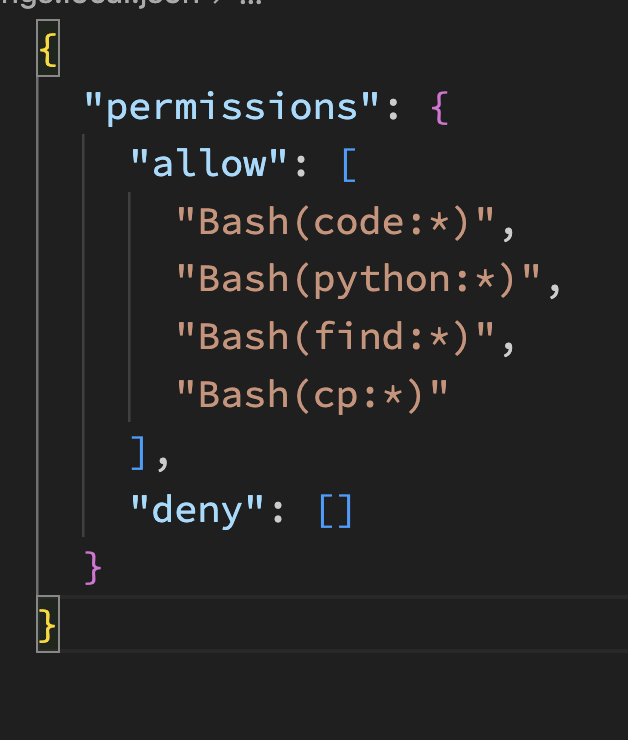 {
  "permissions": {
    "allow": [
      "Bash(code:*)",
      "Bash(python:*)",
      "Bash(find:*)",
      "Bash(cp:*)"
    ],
    "deny": []
  }
}